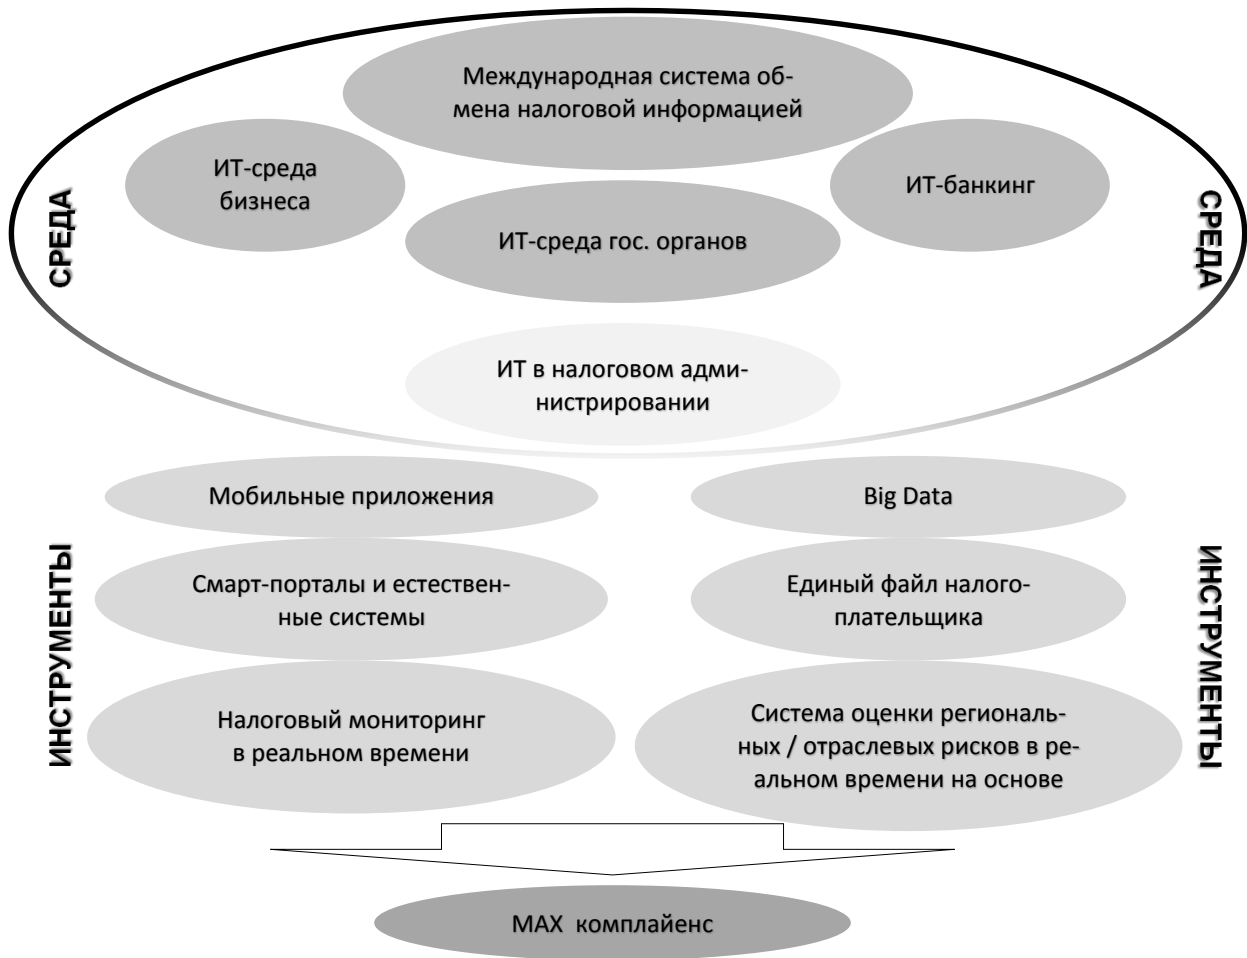 Международная система об-
мена налоговой информацией
ИТ-среда
бизнеса
ИТ-банкинг
ИТ-среда гос. органов
СРЕДА
СРЕДА
ИТ в налоговом адми-
нистрировании
Мобильные приложения
Big Data
Смарт-порталы и естествен-
ные системы
Единый файл налого-
плательщика
ИНСТРУМЕНТЫ
ИНСТРУМЕНТЫ
Налоговый мониторинг
в реальном времени
Система оценки региональ-
ных / отраслевых рисков в ре-
альном времени на основе
MAX комплайенс